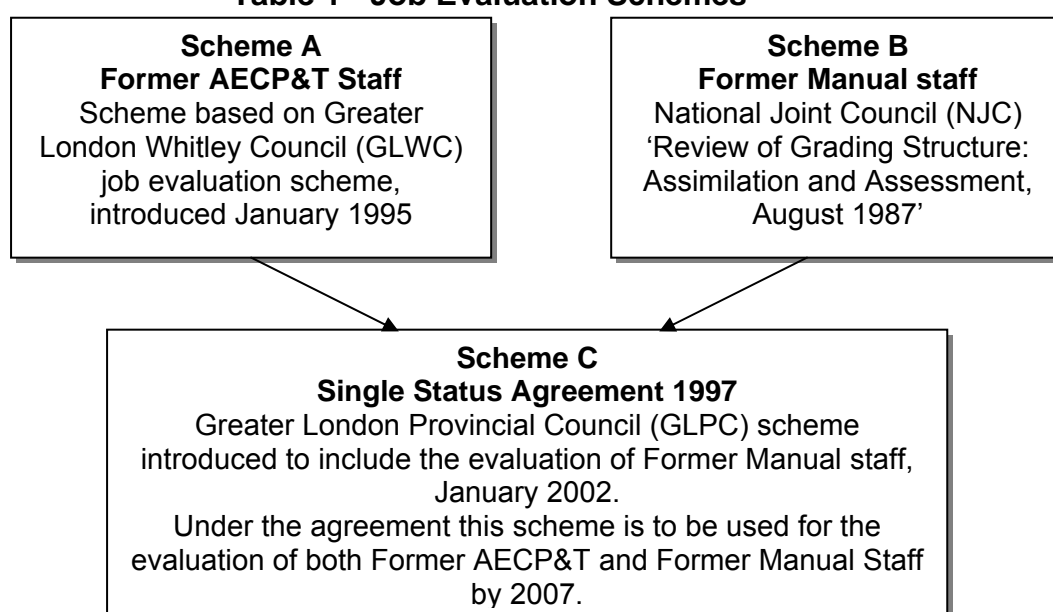 Table 1 - Job Evaluation Schemes
Scheme A
Former AECP&T Staff
Scheme based on Greater
London Whitley Council (GLWC)
job evaluation scheme,
introduced January 1995
Scheme B
Former Manual staff
National Joint Council (NJC)
‘Review of Grading Structure:
Assimilation and Assessment,
August 1987’
Scheme C
Single Status Agreement 1997
Greater London Provincial Council (GLPC) scheme
introduced to include the evaluation of Former Manual staff,
January 2002.
Under the agreement this scheme is to be used for the
evaluation of both Former AECP&T and Former Manual Staff
by 2007.